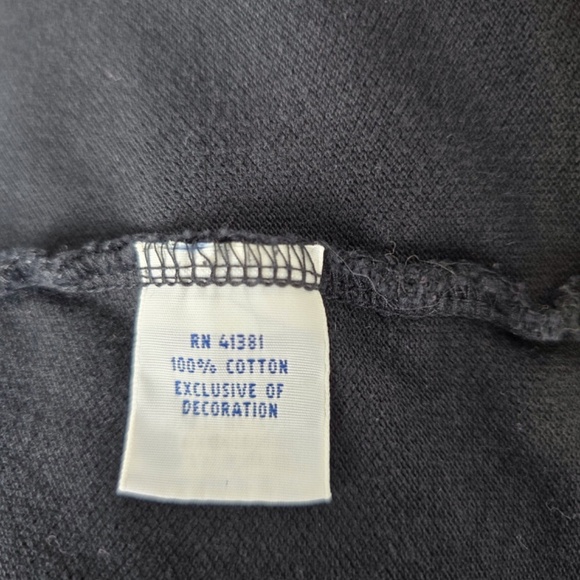 RN 41381
100% COTTON
EXCLUSIVE OF
DECORATION